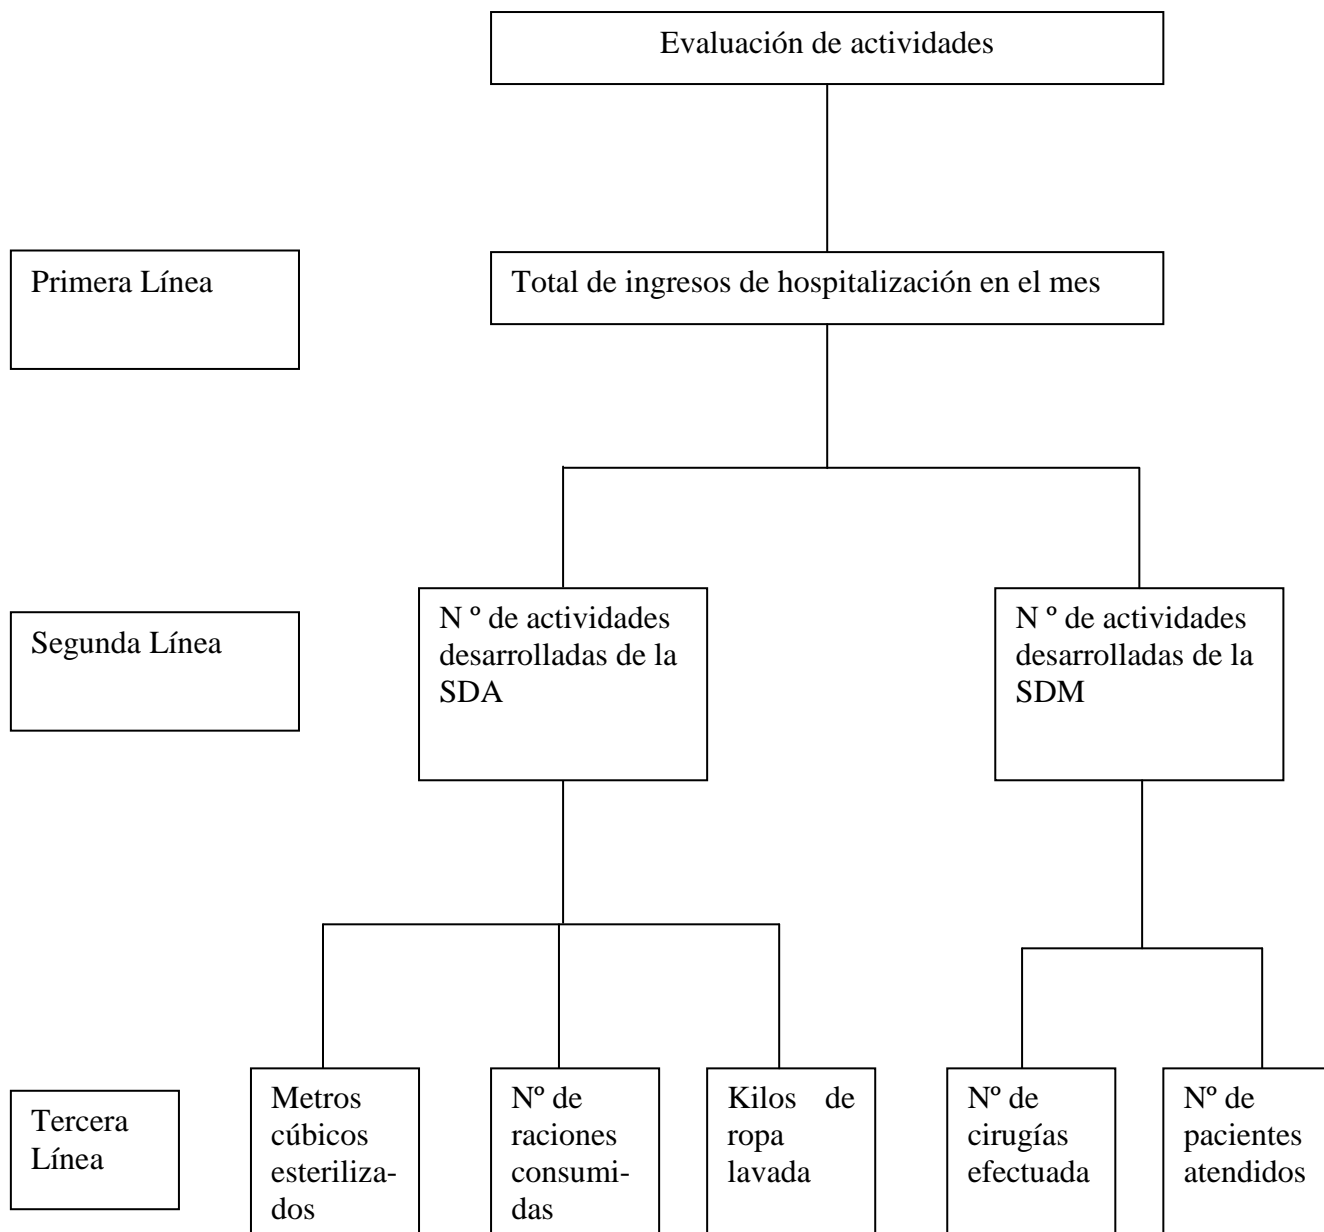 Evaluación de actividades
Primera Línea
Total de ingresos de hospitalización en el mes
Segunda Línea
N º de actividades
desarrolladas de la
SDA
N º de actividades
desarrolladas de la
SDM
Tercera
Línea
Metros
cúbicos
esteriliza-
dos
Nº de
raciones
consumi-
das
Kilos de
ropa
lavada
Nº de
cirugías
efectuada
Nº de
pacientes
atendidos